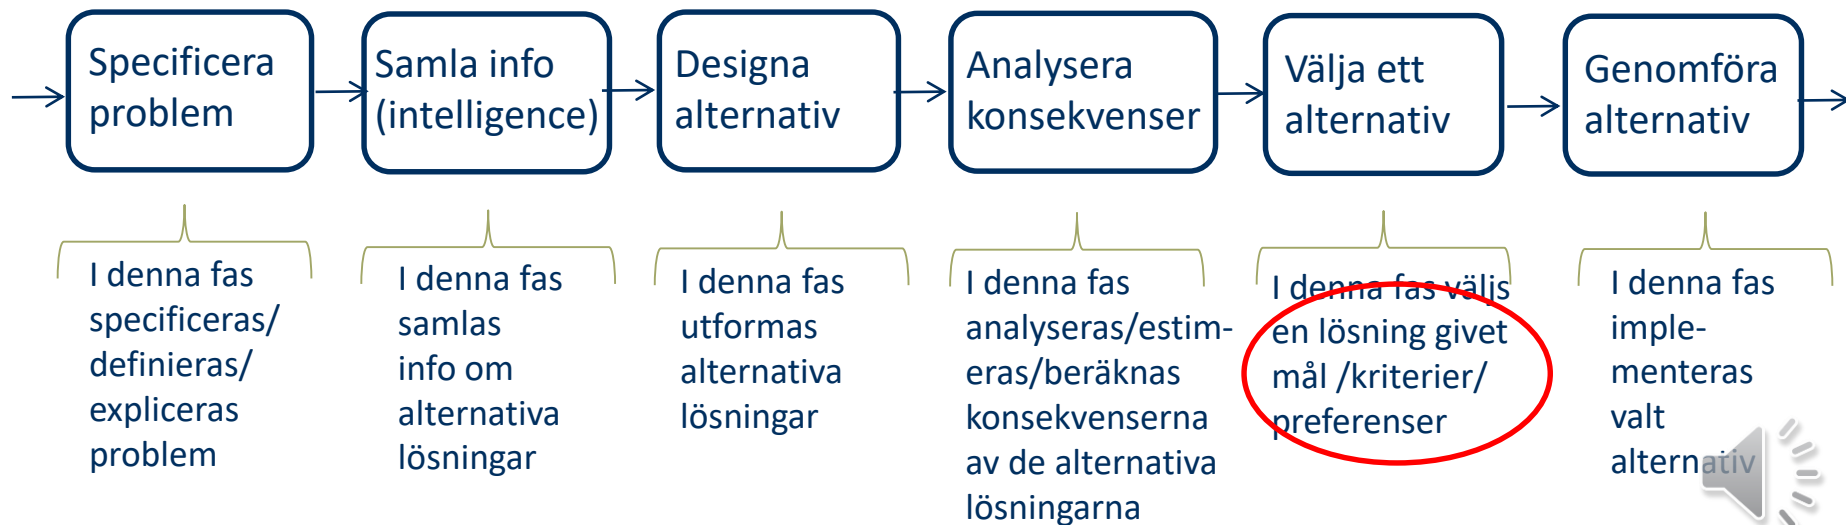 Specificera
problem
Samla info
(intelligence)
Designa
alternativ
Analysera
konsekvenser
Välja ett
alternativ
Genomföra
alternativ
I denna fas
specificeras/
definieras/
expliceras
problem
I denna fas
samlas
info om
alternativa
lösningar
I denna fas
utformas
alternativa
lösningar
I denna fas
analyseras/estim-
eras/beräknas
konsekvenserna
av de alternativa
lösningarna
I denna fas väljs
en lösning givet
mål /kriterier/
preferenser
I denna fas
imple-
menteras
valt
alternativ